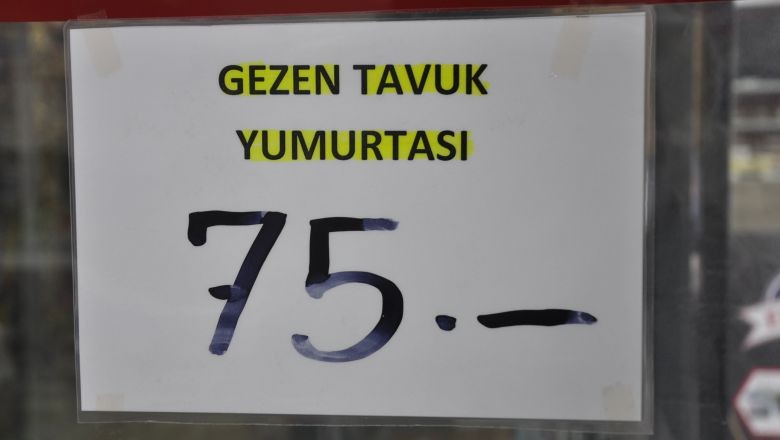 GEZEN TAVUK
YUMURTASI
75.-